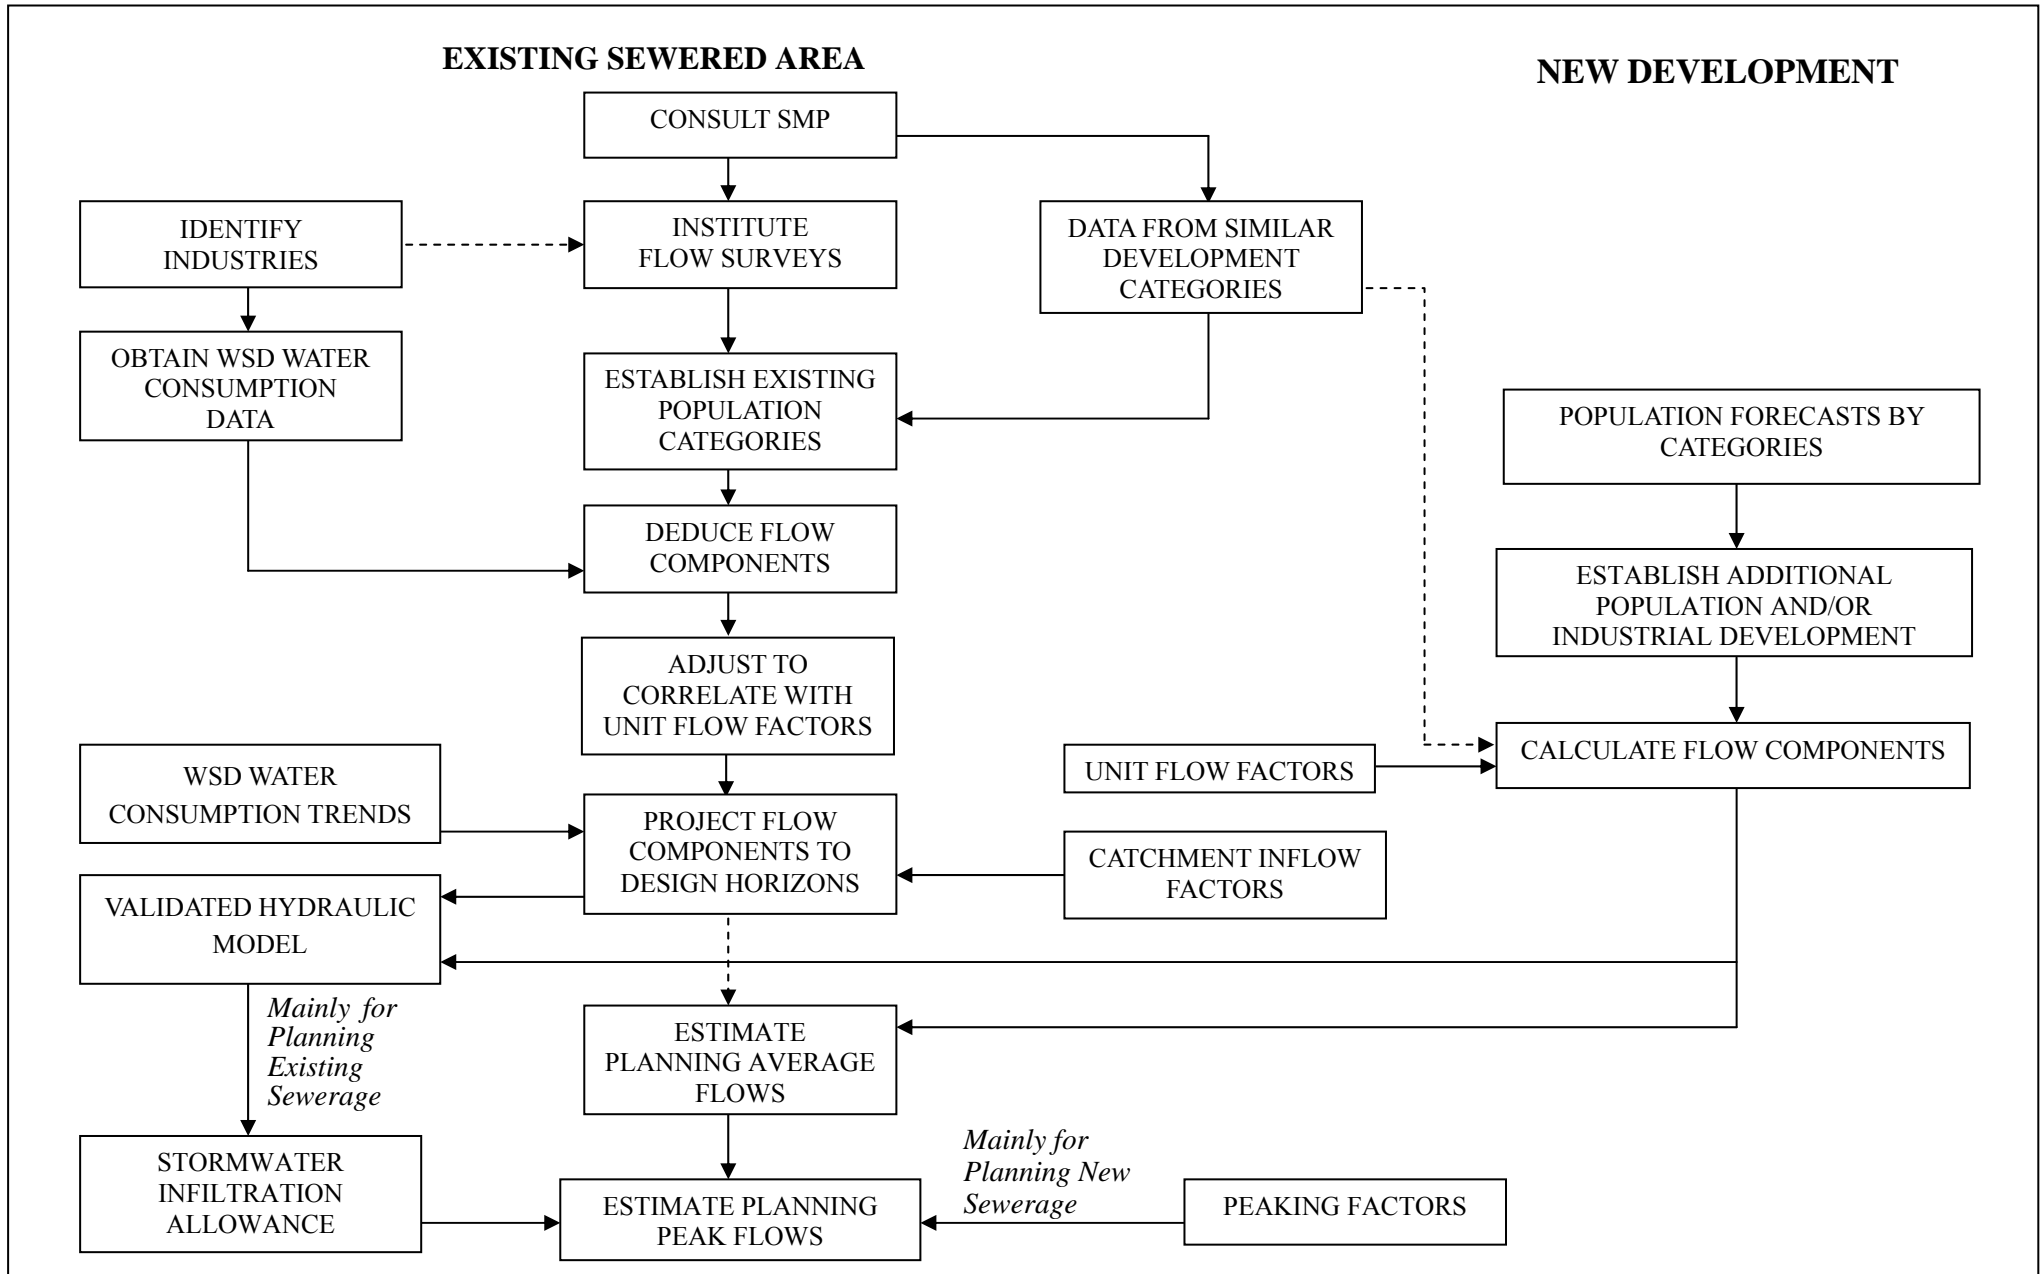 EXISTING SEWERED AREA
NEW DEVELOPMENT
CONSULT SMP
IDENTIFY
INDUSTRIES
INSTITUTE
FLOW SURVEYS
DATA FROM SIMILAR
DEVELOPMENT
CATEGORIES
OBTAIN WSD WATER
CONSUMPTION
DATA
ESTABLISH EXISTING
POPULATION
CATEGORIES
POPULATION FORECASTS BY
CATEGORIES
DEDUCE FLOW
COMPONENTS
ESTABLISH ADDITIONAL
POPULATION AND/OR
INDUSTRIAL DEVELOPMENT
ADJUST TO
CORRELATE WITH
UNIT FLOW FACTORS
WSD WATER
CONSUMPTION TRENDS
UNIT FLOW FACTORS
CALCULATE FLOW COMPONENTS
PROJECT FLOW
COMPONENTS TO
DESIGN HORIZONS
CATCHMENT INFLOW
FACTORS
VALIDATED HYDRAULIC
MODEL
Mainly for
Planning
Existing
Sewerage
ESTIMATE
PLANNING AVERAGE
FLOWS
STORMWATER
INFILTRATION
ALLOWANCE
ESTIMATE PLANNING
PEAK FLOWS
Mainly for
Planning New
Sewerage
PEAKING FACTORS